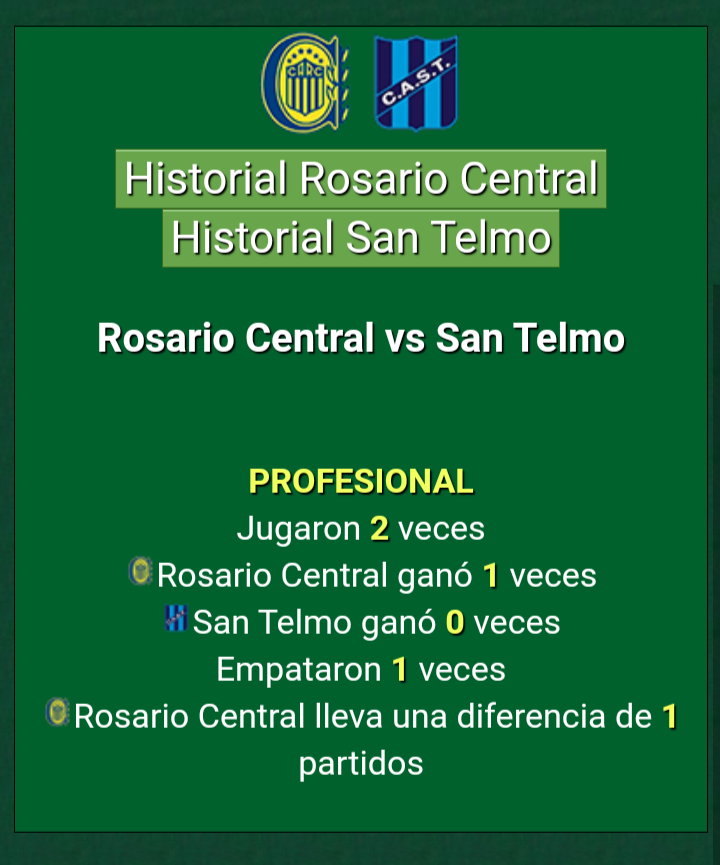 CARC
C.A.S.T.
Historial Rosario Central
Historial San Telmo
Rosario Central vs San Telmo
PROFESIONAL
Jugaron 2 veces
Rosario Central ganó 1 veces
San Telmo ganó 0 veces
Empataron 1 veces
Rosario Central lleva una diferencia de 1
partidos